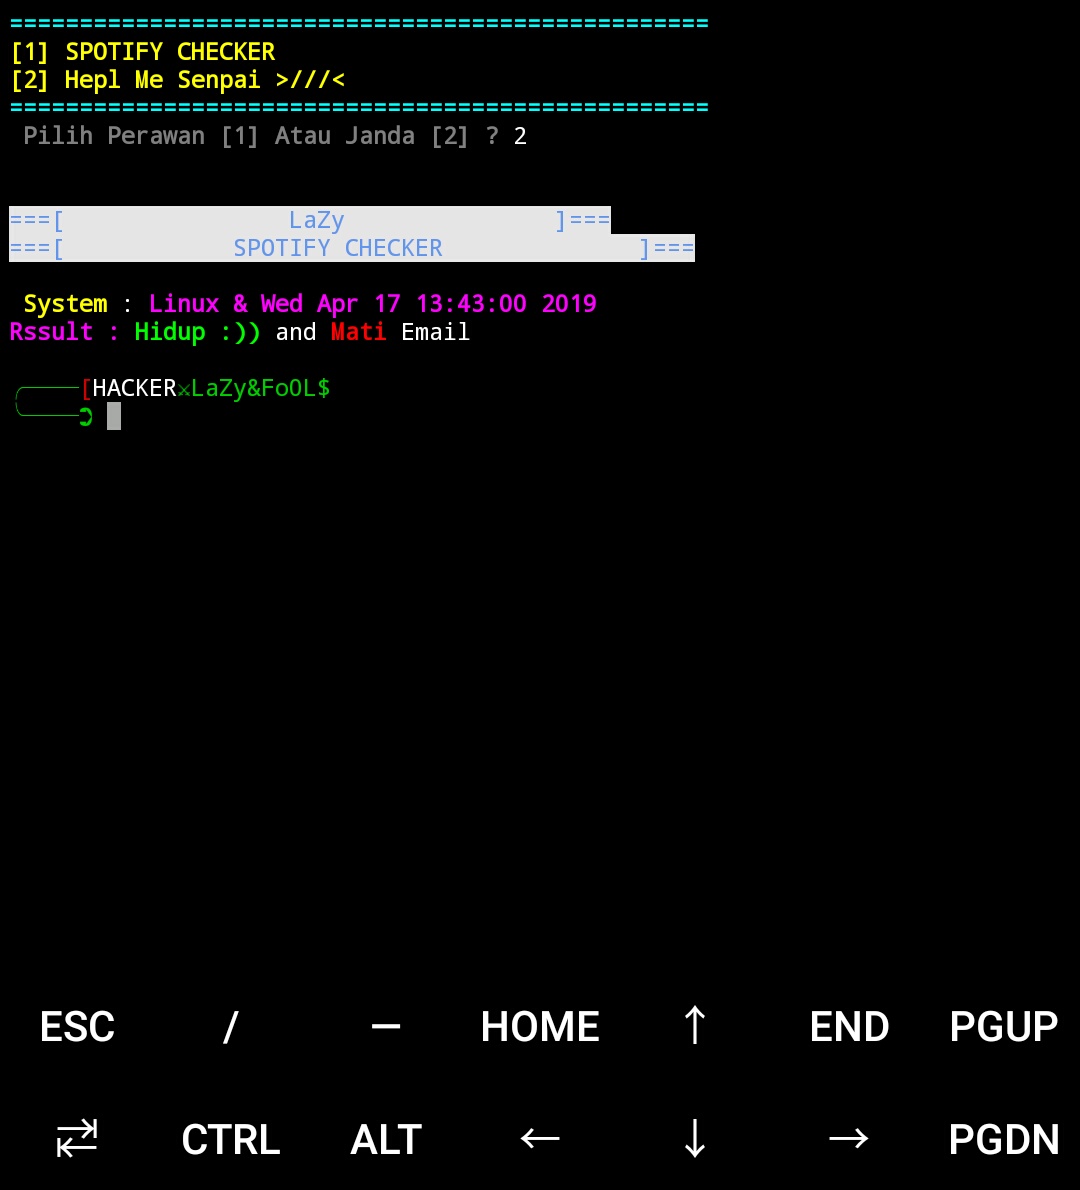 ==================================================
[1] SPOTIFY CHECKER
[2] Hepl Me Senpai >///<
==================================================
Pilih Perawan [1] Atau Janda [2] ? 2
===[                LaZy               ]===
===[            SPOTIFY CHECKER              ]===
System : Linux & Wed Apr 17 13:43:00 2019
Rssult : Hidup :)) and Mati Email
╭────[HACKER⚔LaZy&FoOL$
╰────➲
ESC / — HOME ↑ END PGUP
⇄ CTRL ALT ← ↓ → PGDN